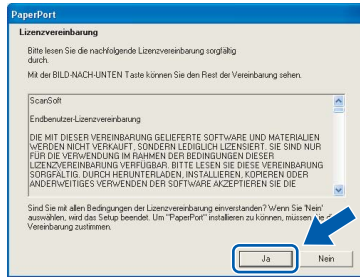 PaperPort
Lizenzvereinbarung
Bitte lesen Sie die nachfolgende Lizenzvereinbarung sorgfältig
durch.
Mit der BILD-NACH-UNTEN Taste können Sie den Rest der Vereinbarung sehen.
ScanSoft
Endbenutzer-Lizenzvereinbarung
DIE MIT DIESER VEREINBARUNG GELIEFERTE SOFTWARE UND MATERIALIEN
WERDEN NICHT VERKAUFT, SONDERN LEDIGLICH LIZENSIERT. SIE SIND NUR
FÜR DIE VERWENDUNG IM RAHMEN DER BEDINGUNGEN DIESER
LIZENZVEREINBARUNG VERFÜGBAR. BITTE LESEN SIE DIESE VEREINBARUNG
SORGFÄLTIG. DURCH HERUNTERLADEN, INSTALLIEREN, KOPIEREN ODER
ANDERWEITIGES VERWENDEN DER SOFTWARE AKZEPTIEREN SIE DIE
Sind Sie mit allen Bedingungen der Lizenzvereinbarung einverstanden? Wenn Sie 'Nein'
auswählen, wird das Setup beendet. Um "PaperPort" installieren zu können, müssen
Vereinbarung zustimmen.
Ja
Nein